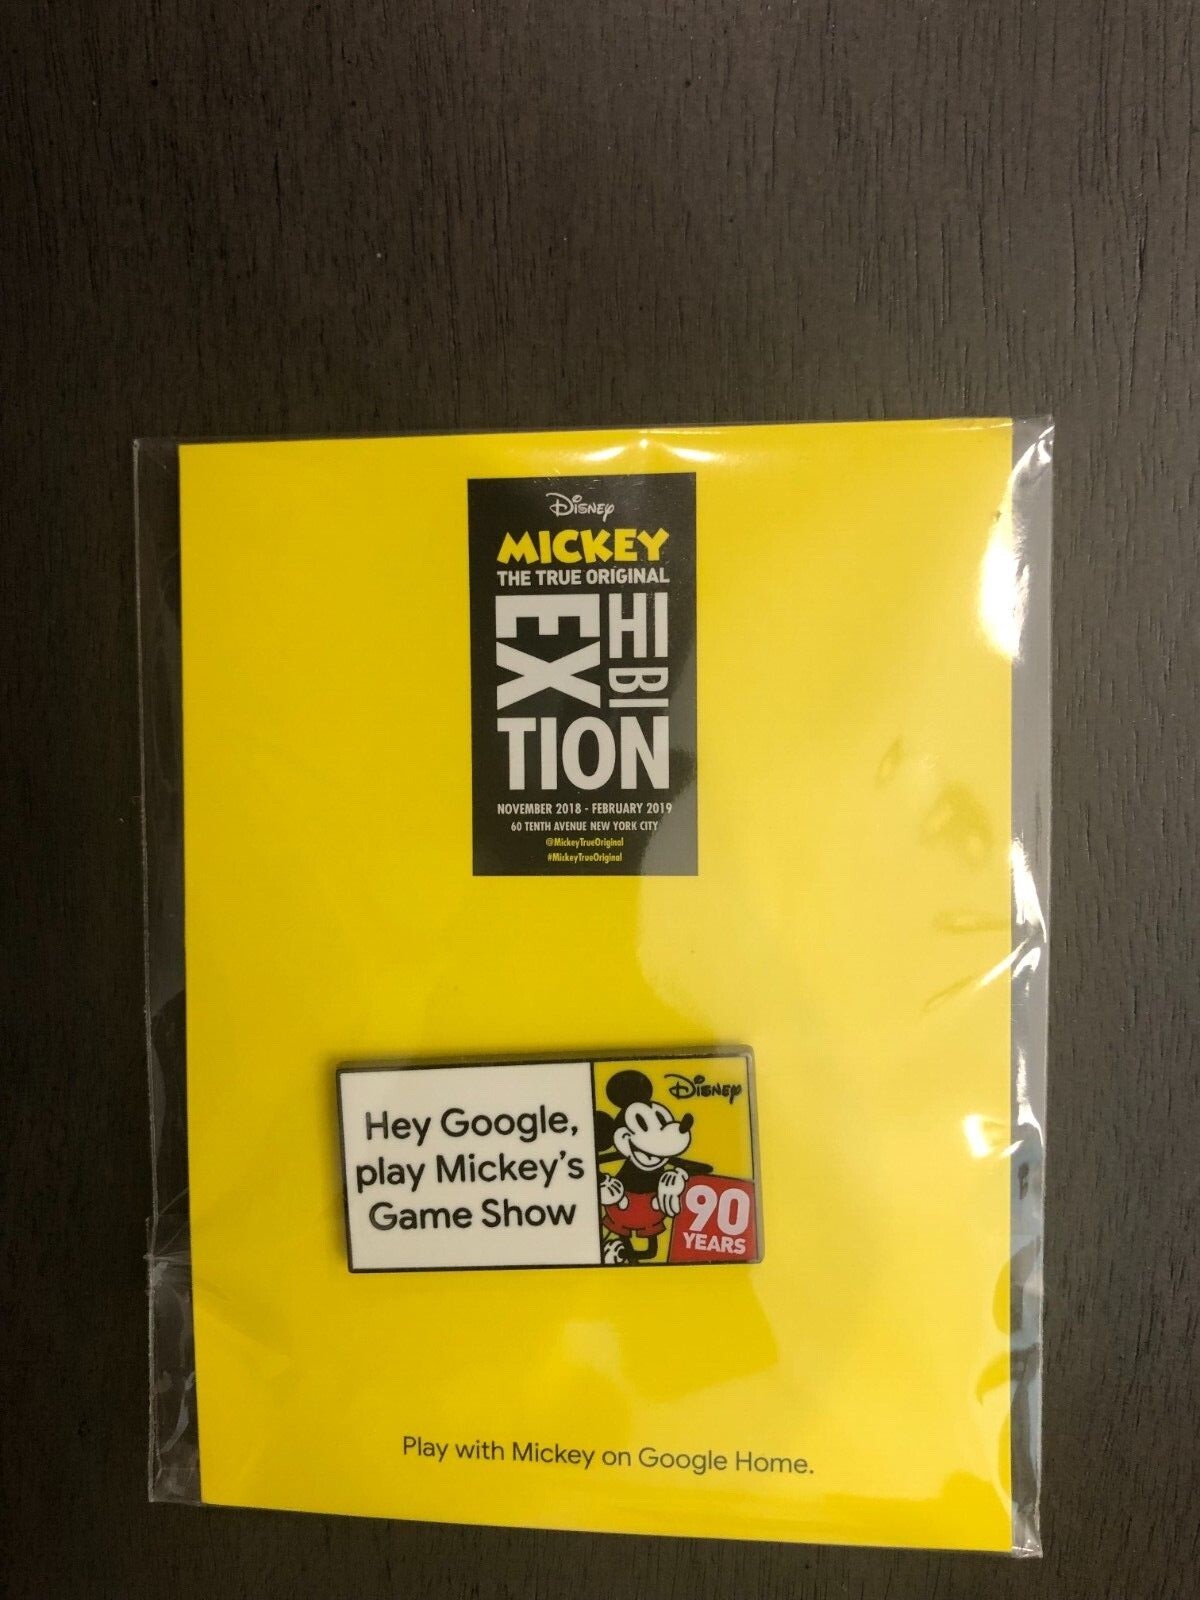 Disney
MICKEY
THE TRUE ORIGINAL
EX
HI
BI
TION
NOVEMBER 2018 - FEBRUARY 2019
60 TENTH AVENUE NEW YORK CITY
@MickeyTrueOriginal
#MickeyTrueOriginal
Hey Google,
play Mickey's
Game Show
Disney
90
YEARS
Play with Mickey on Google Home.